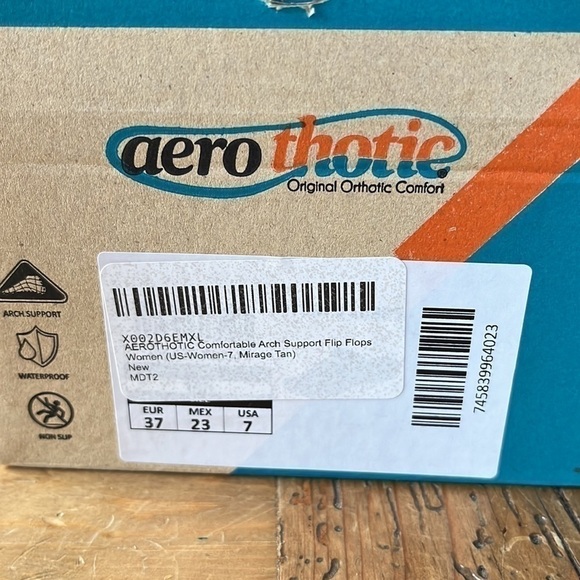 aerothotic
Original Orthotic Comfort
ARCH SUPPORT
WATERPROOF
NON SLIP
X002D6EMXL
AEROTHOTIC Comfortable Arch Support Flip Flops
Women (US-Women-7, Mirage Tan)
New
MDT2
EUR MEX USA
37 23 7
745839964023